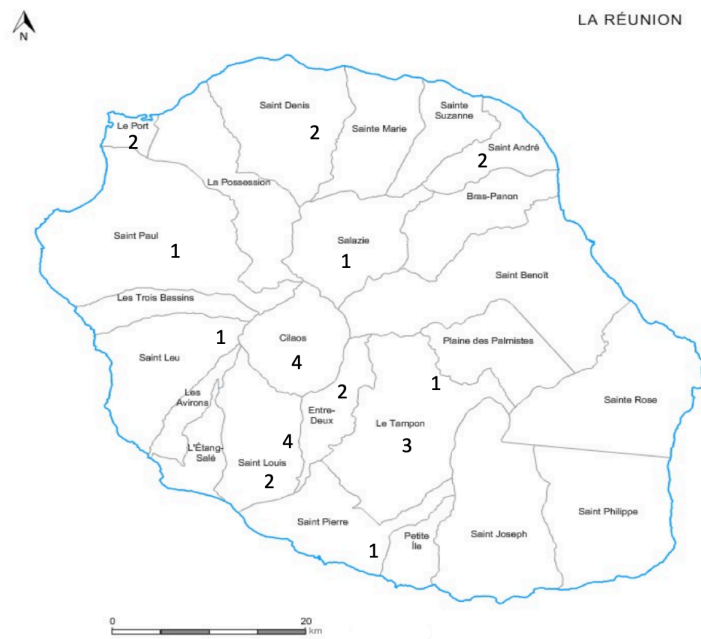 LA RÉUNION
N
Saint Denis
2
Sainte Marie
Sainte
Suzanne
Le Port
2
Saint André
2
La Possession
Bras-Panon
Saint Paul
1
Salazie
1
Saint Benoît
Les Trois Bassins
Saint Leu
1
Cilaos
4
Plaine des Palmistes
1
Les
Avirons
2
Entre-
Deux
Le Tampon
3
Sainte Rose
L'Étang-
Salé
4
Saint Louis
2
Saint Philippe
Saint Pierre
1
Petite
Île
Saint Joseph
0
20
km